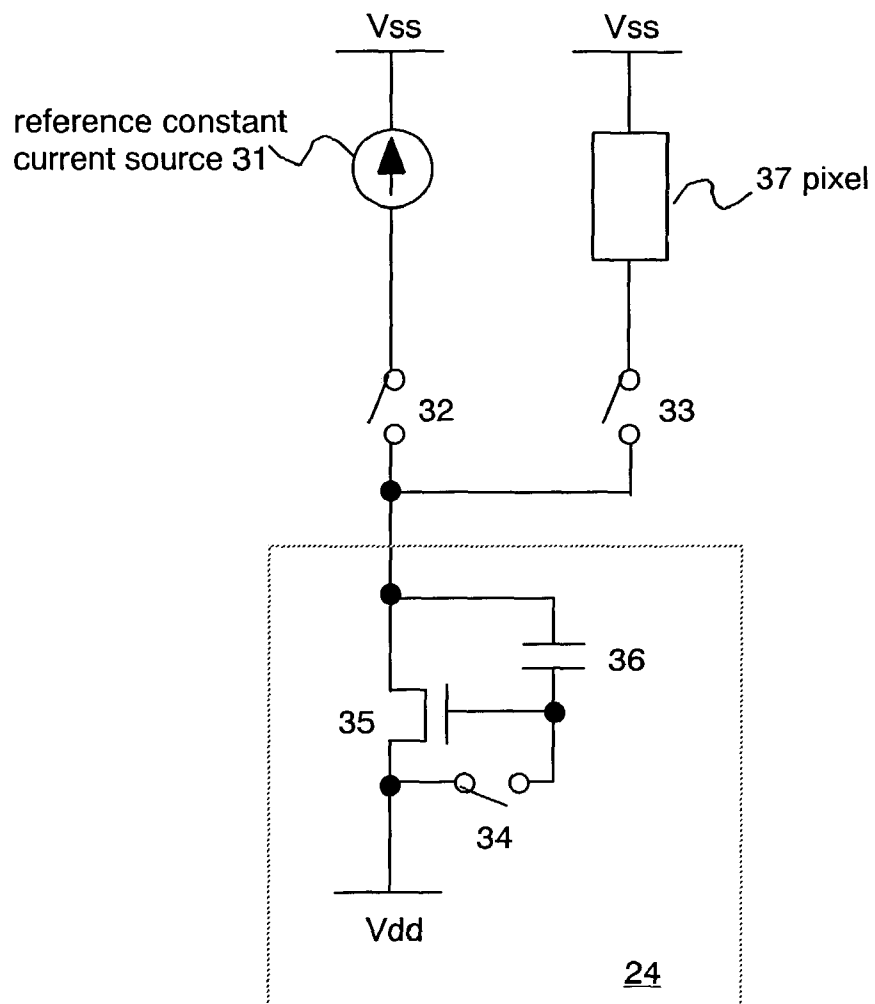 Vss
Vss
reference constant
current source 31
37 pixel
32
33
36
35
34
Vdd
24